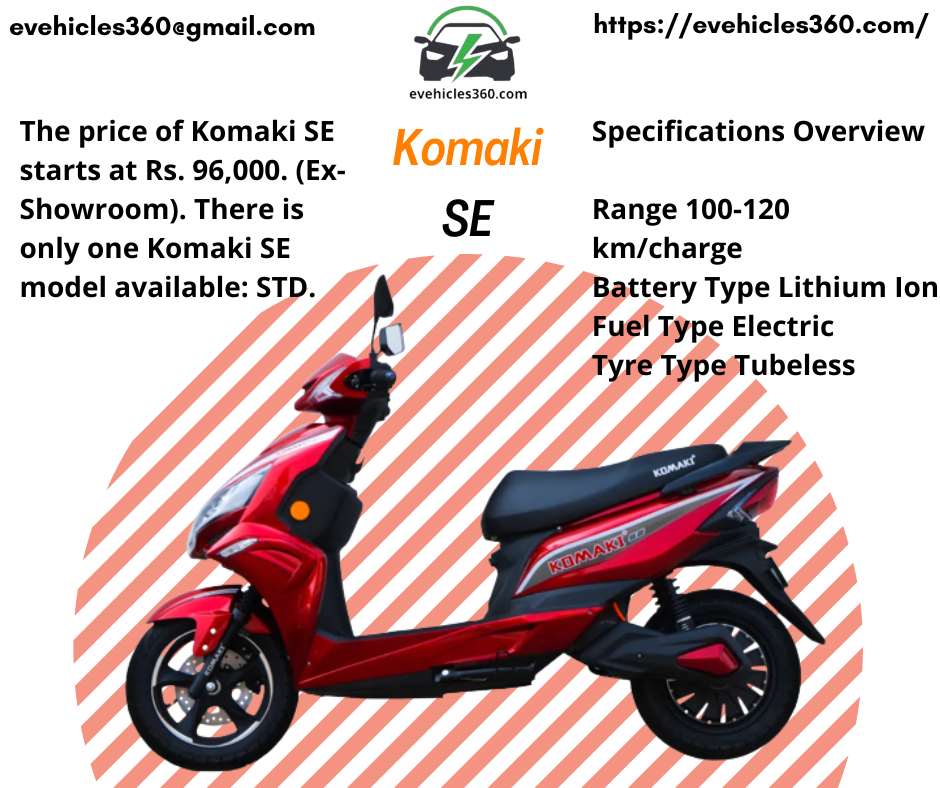 evehicles360@gmail.com
https://evehicles360.com/
evehicles360.com
The price of Komaki SE
starts at Rs. 96,000. (Ex-
Showroom). There is
only one Komaki SE
model available: STD.
Komaki
SE
Specifications Overview
Range 100-120
km/charge
Battery Type Lithium Ion
Fuel Type Electric
Tyre Type Tubeless
KOMAKI
KOMAKI
KOMAKI